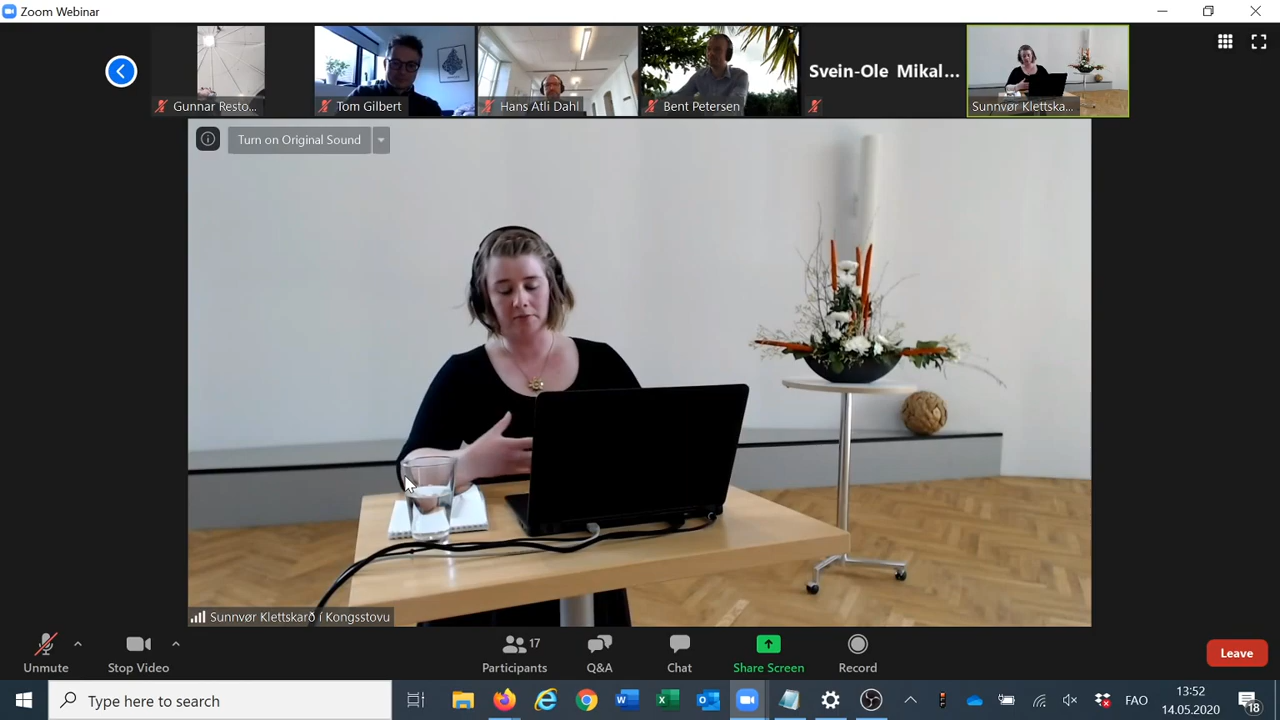 Zoom Webinar
Gunnar Resto...
Tom Gilbert
Hans Atli Dahl
Bent Petersen
Svein-Ole Mikal...
Sunnvør Klettska...
Turn on Original Sound
Sunnvør Klettskarð í Kongsstovu
Unmute
Stop Video
17
Participants
Q&A
Chat
Share Screen
Record
Leave
Type here to search
FAO
13:52
14.05.2020
18